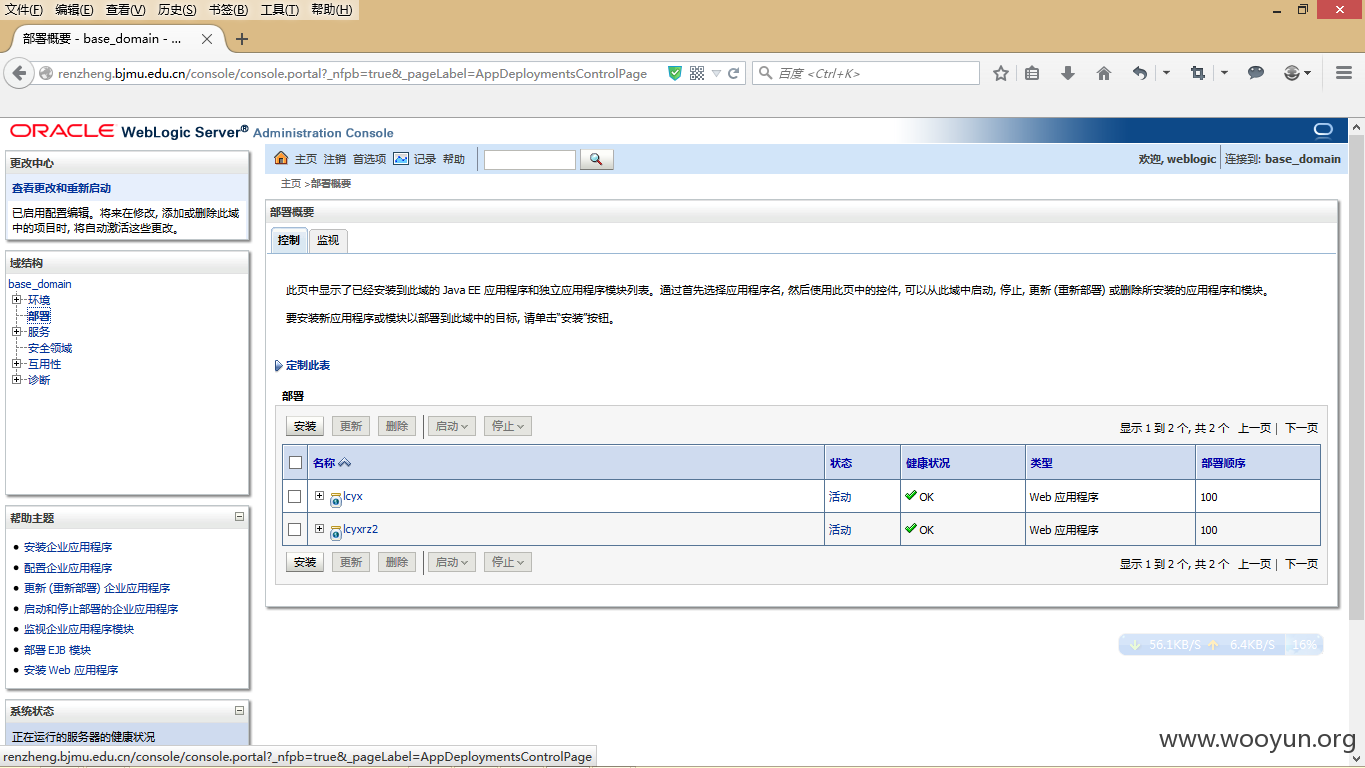 文件(F) 编辑(E) 查看(V) 历史(S) 书签(B) 工具(T) 帮助(H)
部署概要 - base_domain - ...
renzheng.bjmu.edu.cn/console/console.portal?_nfpb=true&_pageLabel=AppDeploymentsControlPage
百度 <Ctrl+K>
ORACLE WebLogic Server® Administration Console
更改中心
查看更改和重新启动
已启用配置编辑。将来在修改, 添加或删除此域
中的项目时, 将自动激活这些更改。
域结构
base_domain
环境
部署
服务
安全领域
互用性
诊断
帮助主题
安装企业应用程序
配置企业应用程序
更新 (重新部署) 企业应用程序
启动和停止部署的企业应用程序
监视企业应用程序模块
部署 EJB 模块
安装 Web 应用程序
系统状态
正在运行的服务器的健康状况
主页 注销 首选项 记录 帮助
欢迎, weblogic 连接到: base_domain
主页 >部署概要
部署概要
控制 监视
此页中显示了已经安装到此域的 Java EE 应用程序和独立应用程序模块列表。通过首先选择应用程序名, 然后使用此页中的控件, 可以从此域中启动, 停止, 更新 (重新部署) 或删除所安装的应用程序和模块。
要安装新应用程序或模块以部署到此域中的目标, 请单击"安装"按钮。
定制此表
部署
安装 更新 删除 启动 停止 显示 1 到 2 个, 共 2 个 上一页 | 下一页
名称 状态 健康状况 类型 部署顺序
lcyx 活动 OK Web 应用程序 100
lcyxrz2 活动 OK Web 应用程序 100
安装 更新 删除 启动 停止 显示 1 到 2 个, 共 2 个 上一页 | 下一页
56.1KB/S 6.4KB/S 16%
www.wooyun.org
renzheng.bjmu.edu.cn/console/console.portal?_nfpb=true&_pageLabel=AppDeploymentsControlPage